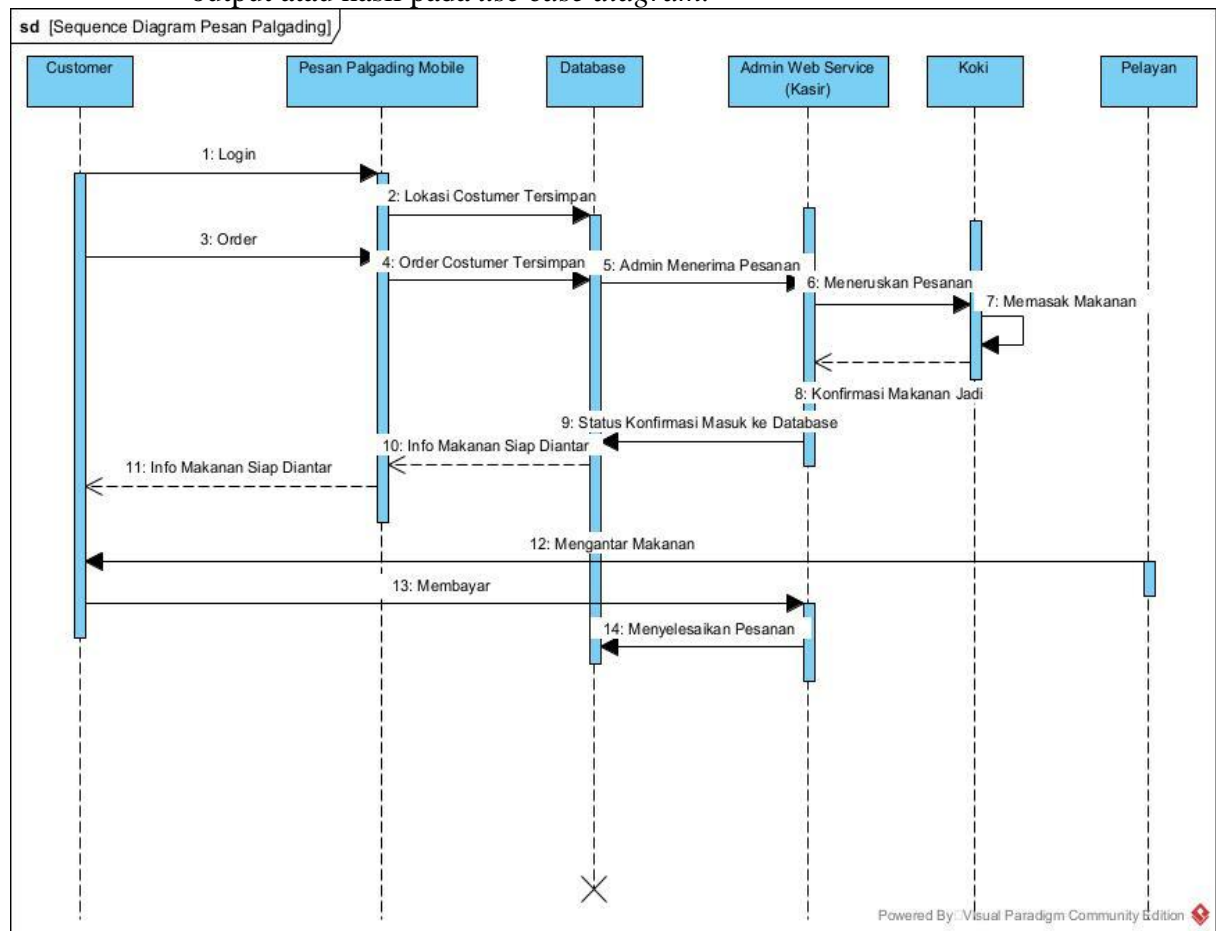 output atau hasil pada use case diagram.
sd [Sequence Diagram Pesan Palgading]
Customer
Pesan Palgading Mobile
Database
Admin Web Service
(Kasir)
Koki
Pelayan
1: Login
2: Lokasi Costumer Tersimpan
3: Order
4: Order Costumer Tersimpan
5: Admin Menerima Pesanan
6: Meneruskan Pesanan
7: Memasak Makanan
8: Konfirmasi Makanan Jadi
9: Status Konfirmasi Masuk ke Database
10: Info Makanan Siap Diantar
11: Info Makanan Siap Diantar
12: Mengantar Makanan
13: Membayar
14: Menyelesaikan Pesanan
Powered By Visual Paradigm Community Edition